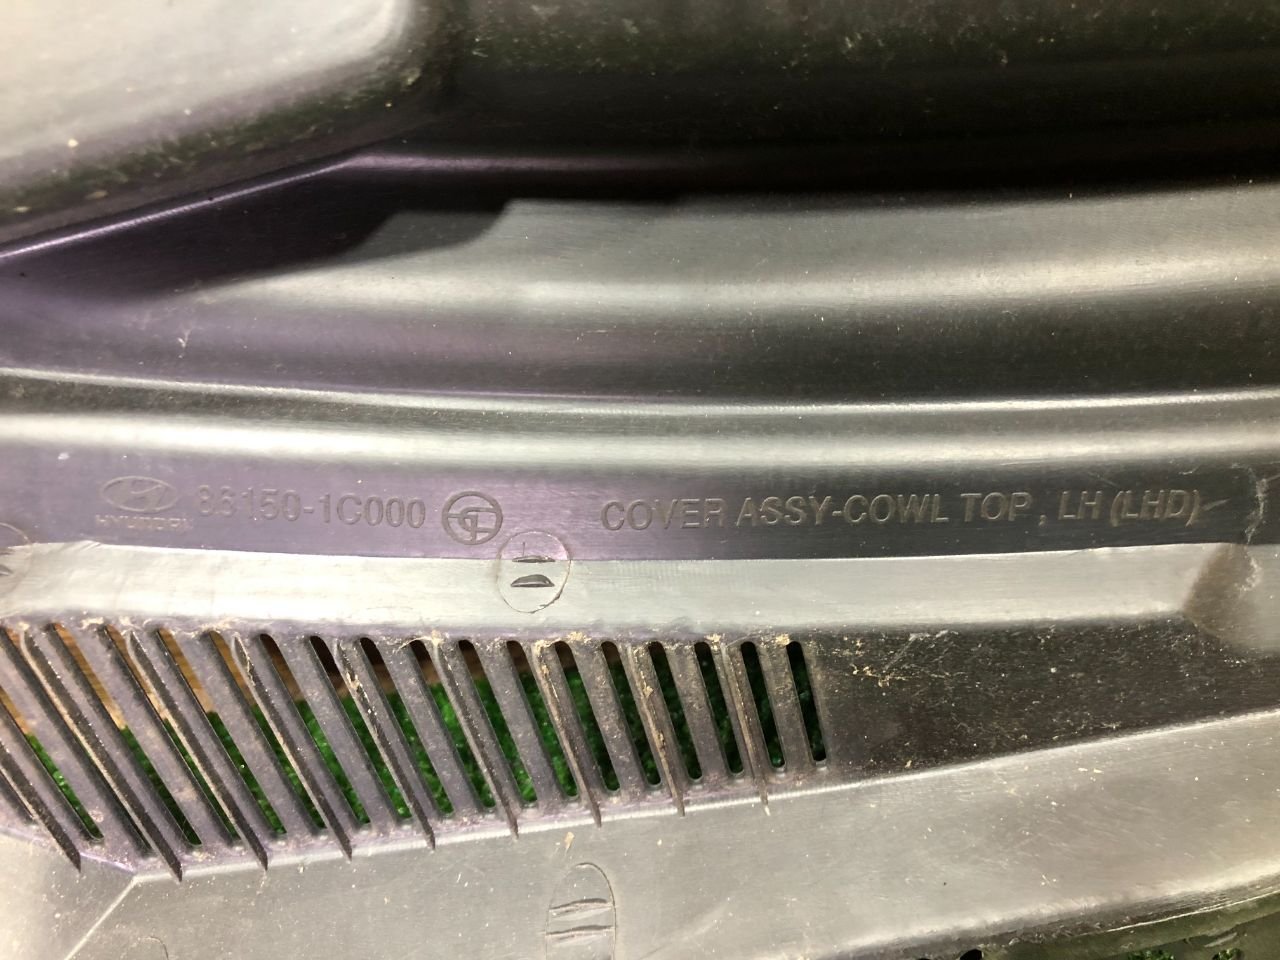 HYUNDAI 86150-1C000 COVER ASSY-COWL TOP, LH (LHD)